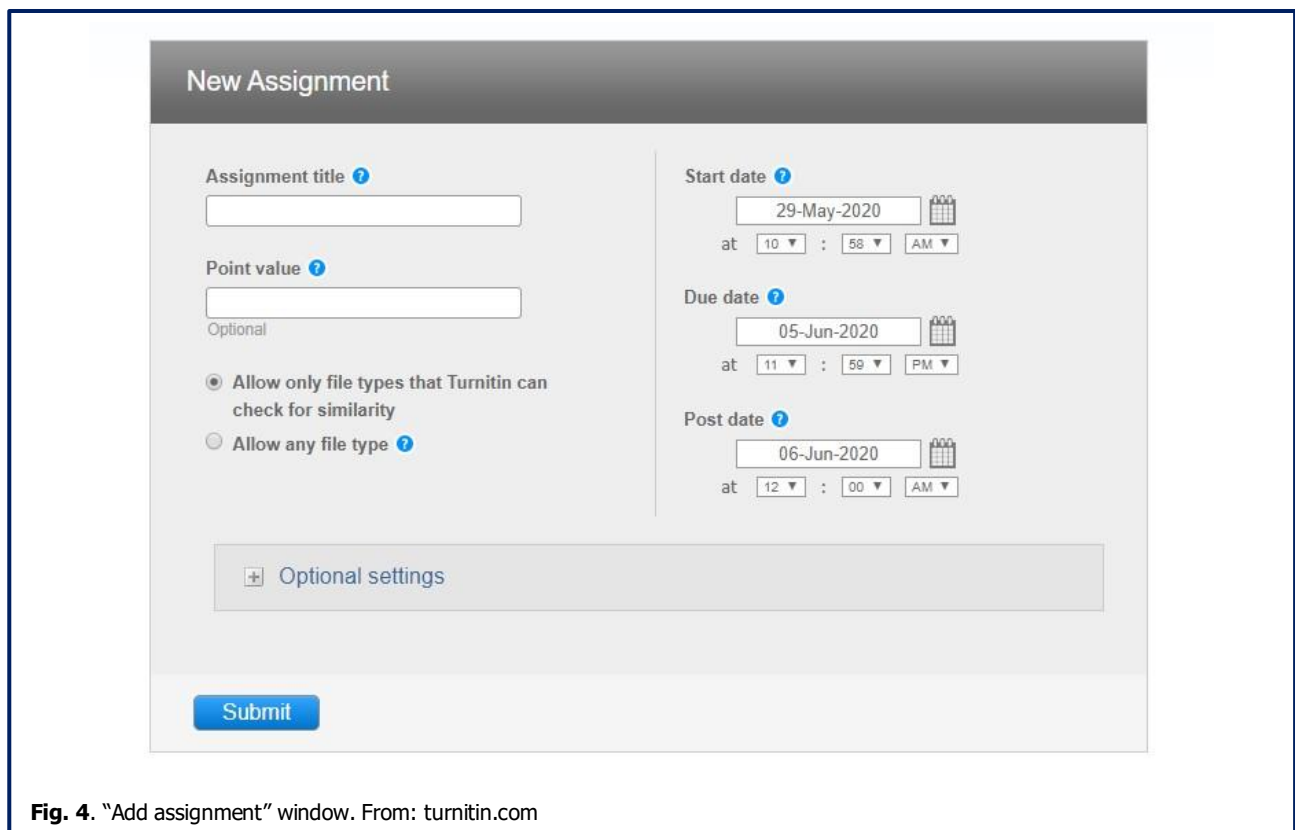 New Assignment
Assignment title ?
Point value ?
Optional
Allow only file types that Turnitin can
check for similarity
Allow any file type ?
Start date ?
29-May-2020
at 10 : 58 AM
Due date ?
05-Jun-2020
at 11 : 59 PM
Post date ?
06-Jun-2020
at 12 : 00 AM
+ Optional settings
Submit
Fig. 4. “Add assignment” window. From: turnitin.com